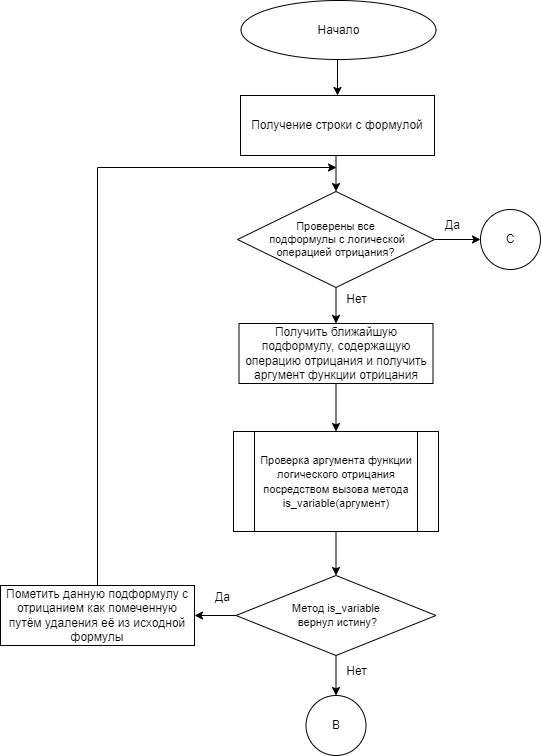 Начало
Получение строки с формулой
Проверены все
подформулы с логической
операцией отрицания?
Да
C
Нет
Получить ближайшую
подформулу, содержащую
операцию отрицания и получить
аргумент функции отрицания
Проверка аргумента функции
логического отрицания
посредством вызова метода
is_variable(аргумент)
Пометить данную подформулу с
отрицанием как помеченную
путём удаления её из исходной
формулы
Да
Метод is_variable
вернул истину?
Нет
B